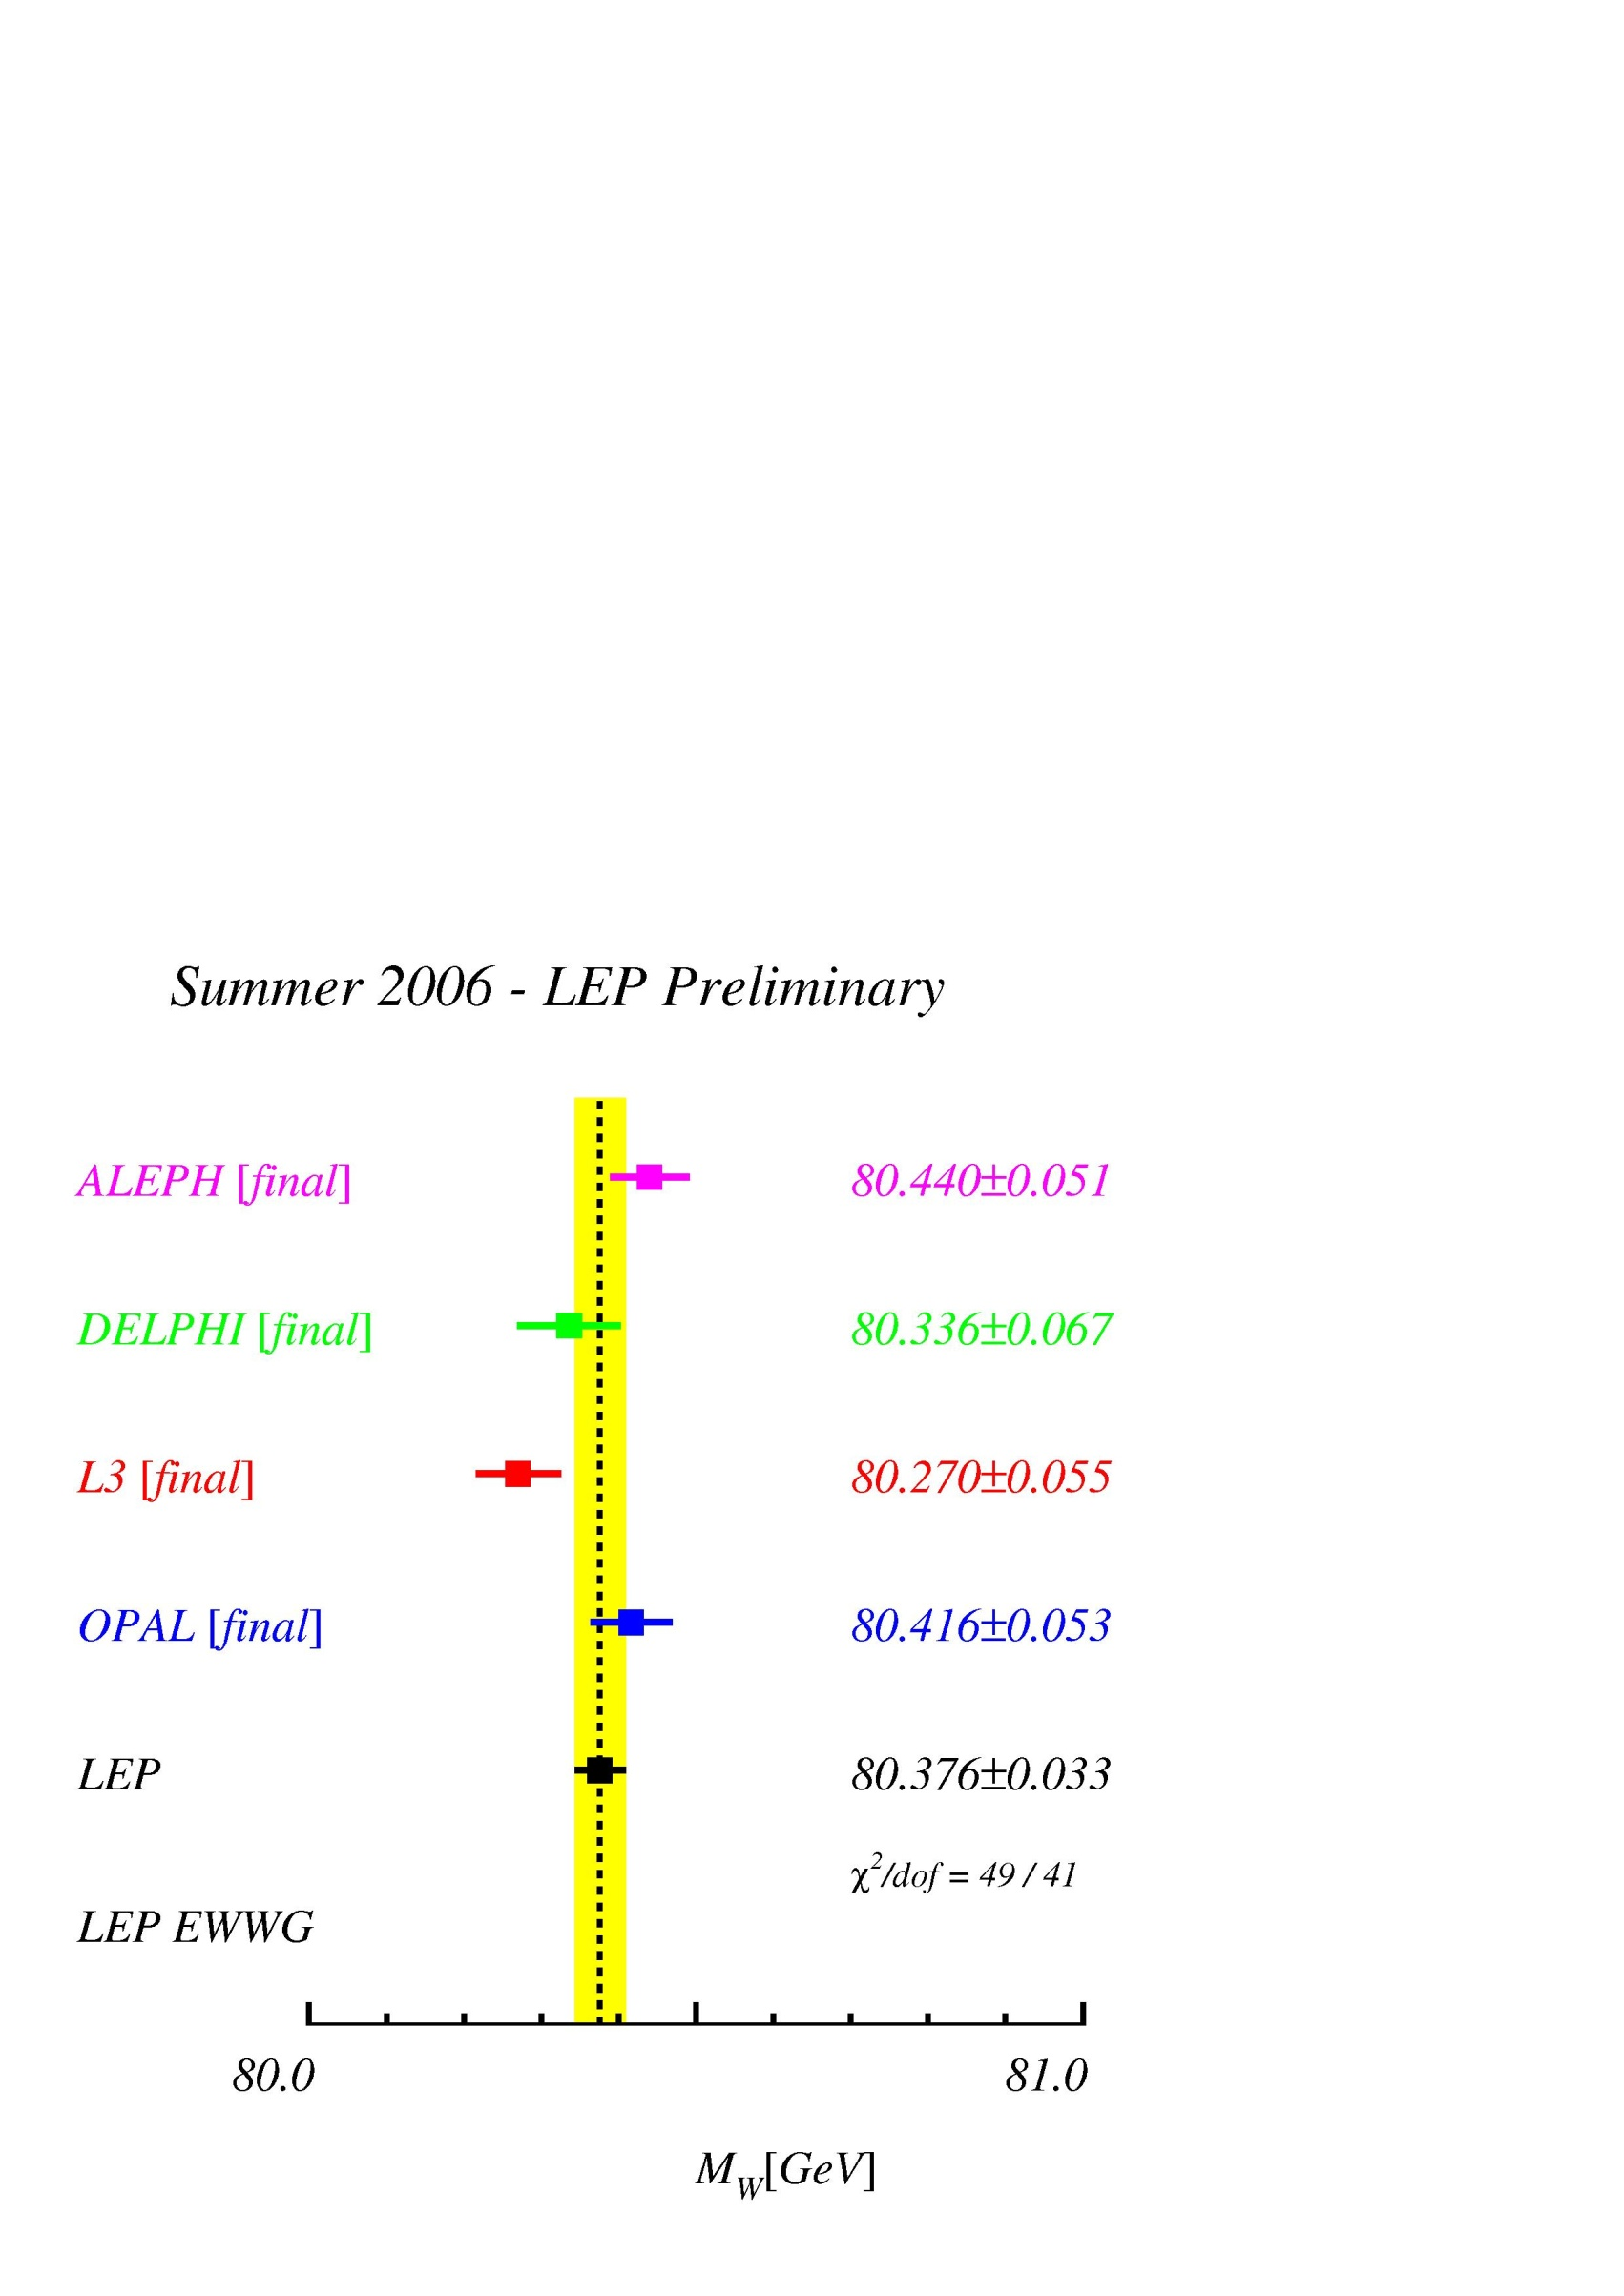 Summer 2006 - LEP Preliminary
ALEPH [final] 80.440±0.051
DELPHI [final] 80.336±0.067
L3 [final] 80.270±0.055
OPAL [final] 80.416±0.053
LEP 80.376±0.033
χ²/dof = 49 / 41
LEP EWWG
80.0 81.0
M_W[GeV]